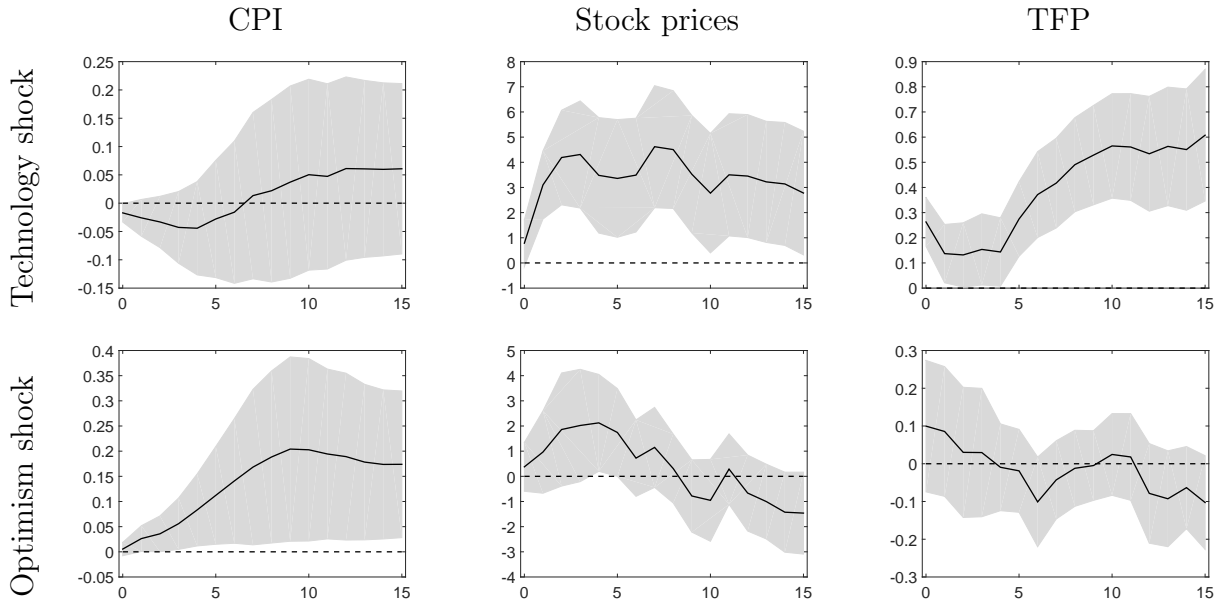 CPI Stock prices TFP
Technology shock
0.25 0.2 0.15 0.1 0.05 0 -0.05 -0.1 -0.15
0 5 10 15
8 7 6 5 4 3 2 1 0 -1
0 5 10 15
0.9 0.8 0.7 0.6 0.5 0.4 0.3 0.2 0.1 0
0 5 10 15
Optimism shock
0.4 0.35 0.3 0.25 0.2 0.15 0.1 0.05 0 -0.05
0 5 10 15
5 4 3 2 1 0 -1 -2 -3 -4
0 5 10 15
0.3 0.2 0.1 0 -0.1 -0.2 -0.3
0 5 10 15